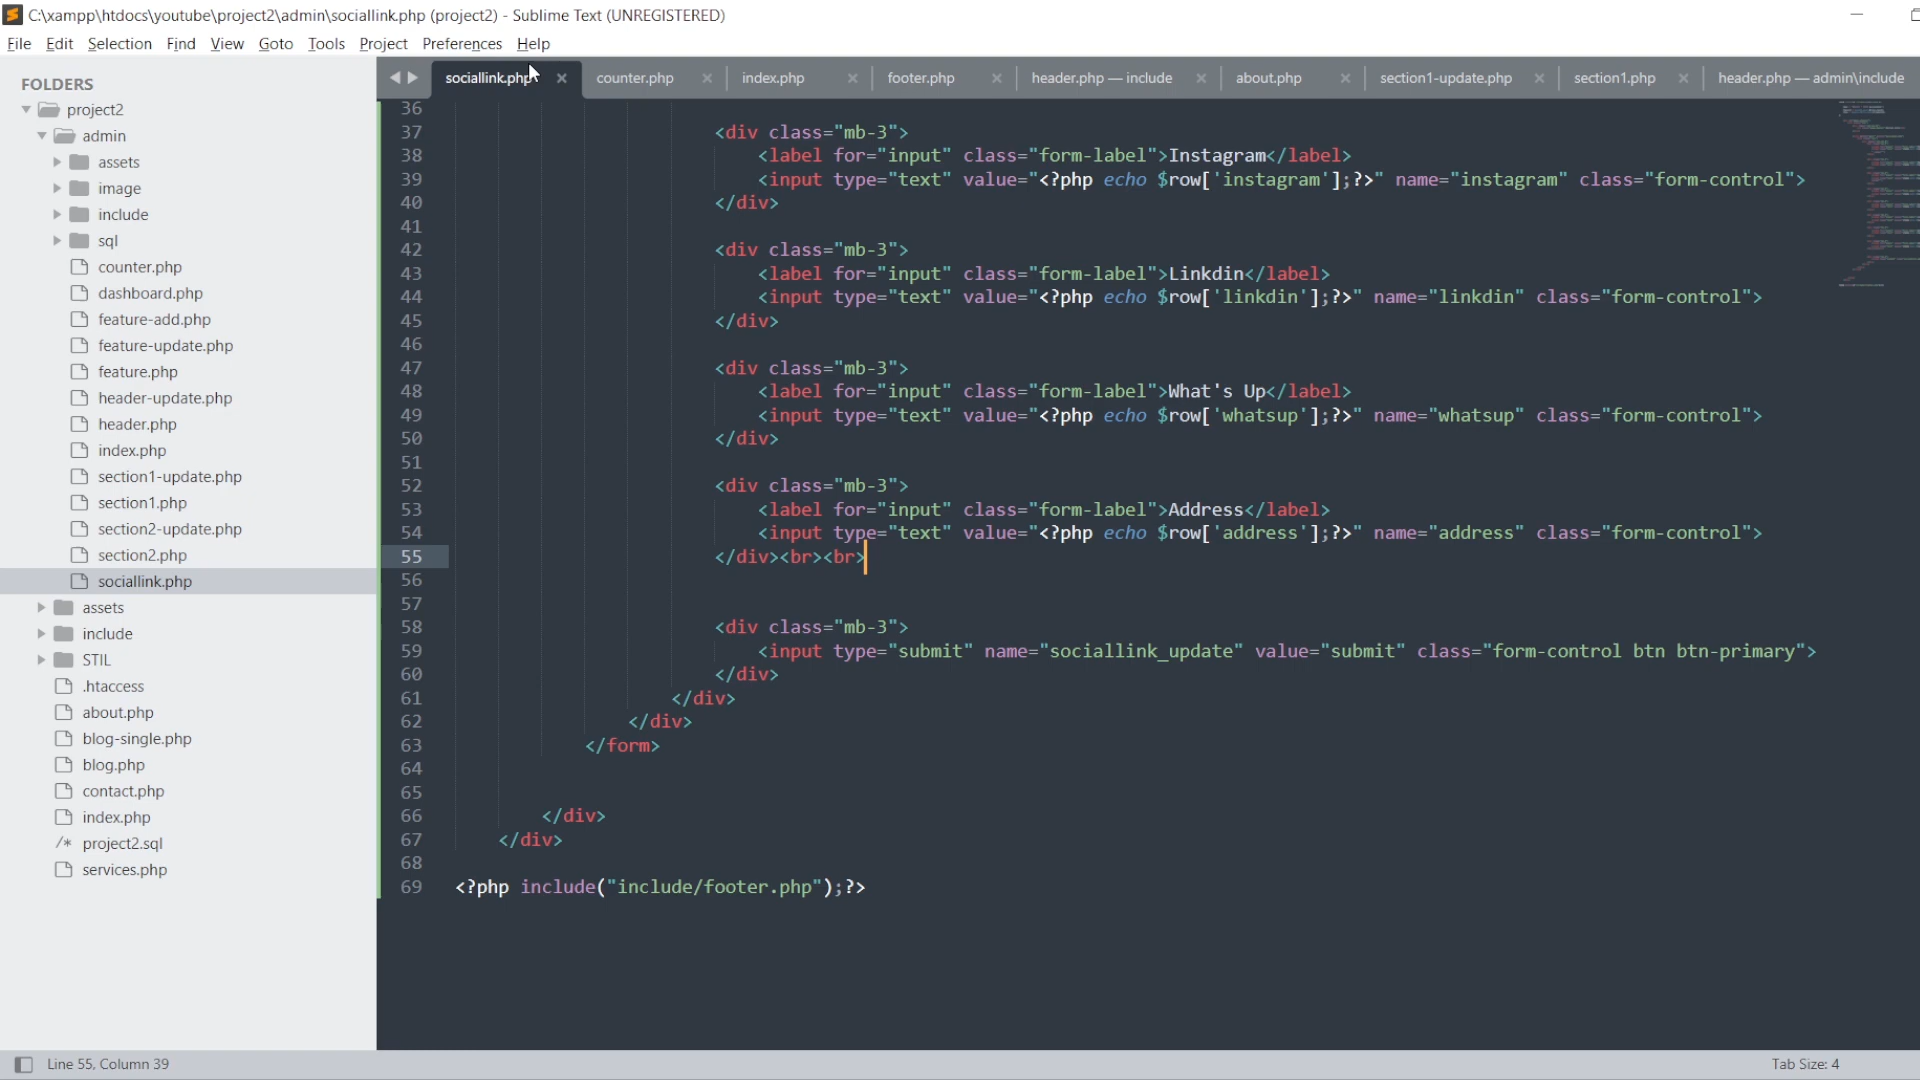 C:\xampp\htdocs\youtube\project2\admin\sociallink.php (project2) - Sublime Text (UNREGISTERED)
File Edit Selection Find View Goto Tools Project Preferences Help
sociallink.php counter.php index.php footer.php header.php — include about.php section1-update.php section1.php header.php — admin\include
FOLDERS
project2
admin
assets
image
include
sql
counter.php
dashboard.php
feature-add.php
feature-update.php
feature.php
header-update.php
header.php
index.php
section1-update.php
section1.php
section2-update.php
section2.php
sociallink.php
assets
include
STIL
.htaccess
about.php
blog-single.php
blog.php
contact.php
index.php
/* project2.sql
services.php
36
37 <div class="mb-3">
38 <label for="input" class="form-label">Instagram</label>
39 <input type="text" value="<?php echo $row['instagram'];?>" name="instagram" class="form-control">
40 </div>
41
42 <div class="mb-3">
43 <label for="input" class="form-label">Linkdin</label>
44 <input type="text" value="<?php echo $row['linkdin'];?>" name="linkdin" class="form-control">
45 </div>
46
47 <div class="mb-3">
48 <label for="input" class="form-label">What's Up</label>
49 <input type="text" value="<?php echo $row['whatsup'];?>" name="whatsup" class="form-control">
50 </div>
51
52 <div class="mb-3">
53 <label for="input" class="form-label">Address</label>
54 <input type="text" value="<?php echo $row['address'];?>" name="address" class="form-control">
55 </div><br><br>
56
57
58 <div class="mb-3">
59 <input type="submit" name="sociallink_update" value="submit" class="form-control btn btn-primary">
60 </div>
61 </div>
62 </div>
63 </form>
64
65
66 </div>
67 </div>
68
69 <?php include("include/footer.php");?>
Line 55, Column 39
Tab Size: 4